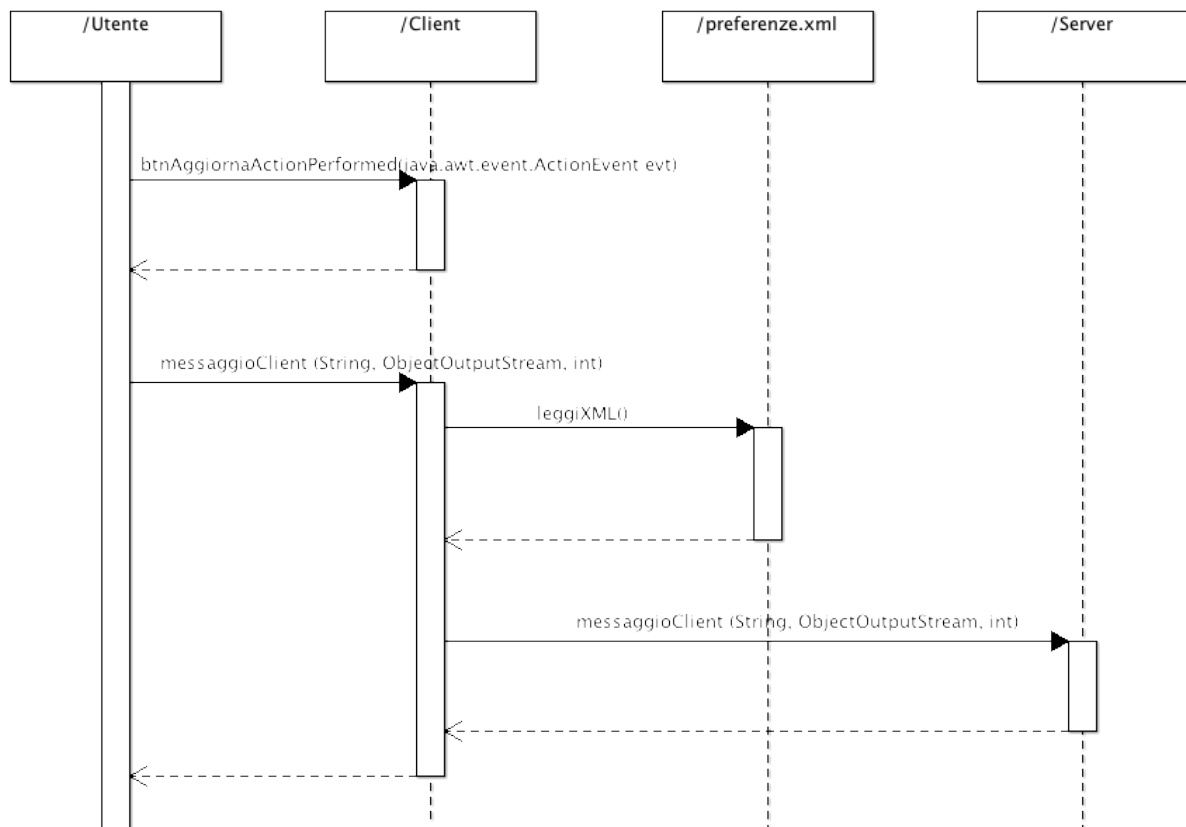 /Utente
/Client
/preferenze.xml
/Server
btnAggiornaActionPerformed(java.awt.event.ActionEvent evt)
messaggioClient (String, ObjectOutputStream, int)
leggiXML()
messaggioClient (String, ObjectOutputStream, int)